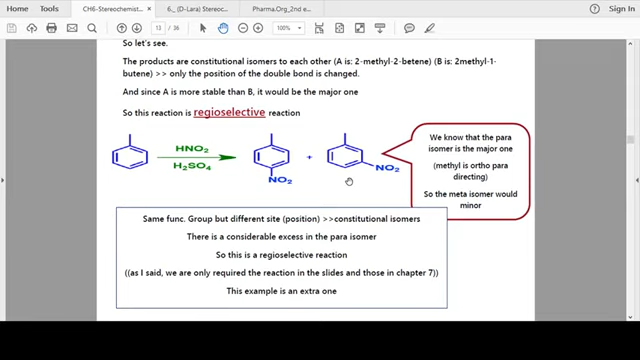 CH6-Stereochemist...
6._ (D-Lara) Stereoc...
Pharma.Org_2nd e...
Sign In
13 / 36
100%
So let's see.
The products are constitutional isomers to each other (A is: 2-methyl-2-betene) (B is: 2methyl-1-
butene) >> only the position of the double bond is changed.
And since A is more stable than B, it would be the major one
So this reaction is regioselective reaction
HNO2
H2SO4
+
NO2
NO2
We know that the para
isomer is the major one
(methyl is ortho para
directing)
So the meta isomer would
minor
Same func. Group but different site (position) >>constitutional isomers
There is a considerable excess in the para isomer
So this is a regioselective reaction
((as I said, we are only required the reaction in the slides and those in chapter 7))
This example is an extra one